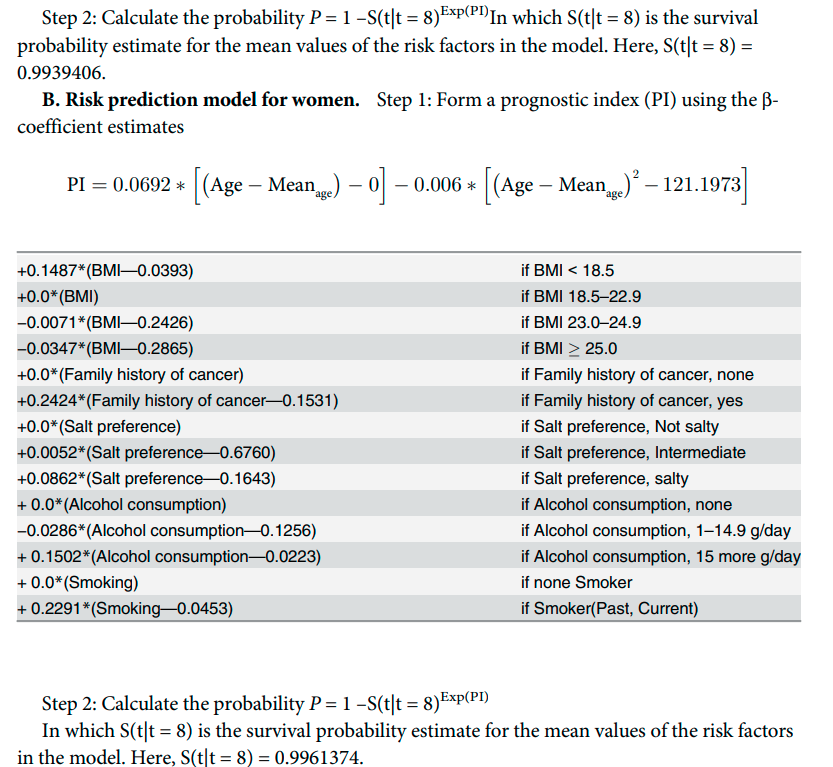 Step 2: Calculate the probability P = 1 –S(t|t = 8)^Exp(PI)In which S(t|t = 8) is the survival
probability estimate for the mean values of the risk factors in the model. Here, S(t|t = 8) =
0.9939406.
B. Risk prediction model for women. Step 1: Form a prognostic index (PI) using the β-
coefficient estimates
PI = 0.0692 * [(Age − Mean_age) − 0] − 0.006 * [(Age − Mean_age)^2 − 121.1973]
+0.1487*(BMI—0.0393) if BMI < 18.5
+0.0*(BMI) if BMI 18.5–22.9
−0.0071*(BMI—0.2426) if BMI 23.0–24.9
−0.0347*(BMI—0.2865) if BMI ≥ 25.0
+0.0*(Family history of cancer) if Family history of cancer, none
+0.2424*(Family history of cancer—0.1531) if Family history of cancer, yes
+0.0*(Salt preference) if Salt preference, Not salty
+0.0052*(Salt preference—0.6760) if Salt preference, Intermediate
+0.0862*(Salt preference—0.1643) if Salt preference, salty
+ 0.0*(Alcohol consumption) if Alcohol consumption, none
−0.0286*(Alcohol consumption—0.1256) if Alcohol consumption, 1–14.9 g/day
+ 0.1502*(Alcohol consumption—0.0223) if Alcohol consumption, 15 more g/day
+ 0.0*(Smoking) if none Smoker
+ 0.2291*(Smoking—0.0453) if Smoker(Past, Current)
Step 2: Calculate the probability P = 1 –S(t|t = 8)^Exp(PI)
In which S(t|t = 8) is the survival probability estimate for the mean values of the risk factors
in the model. Here, S(t|t = 8) = 0.9961374.